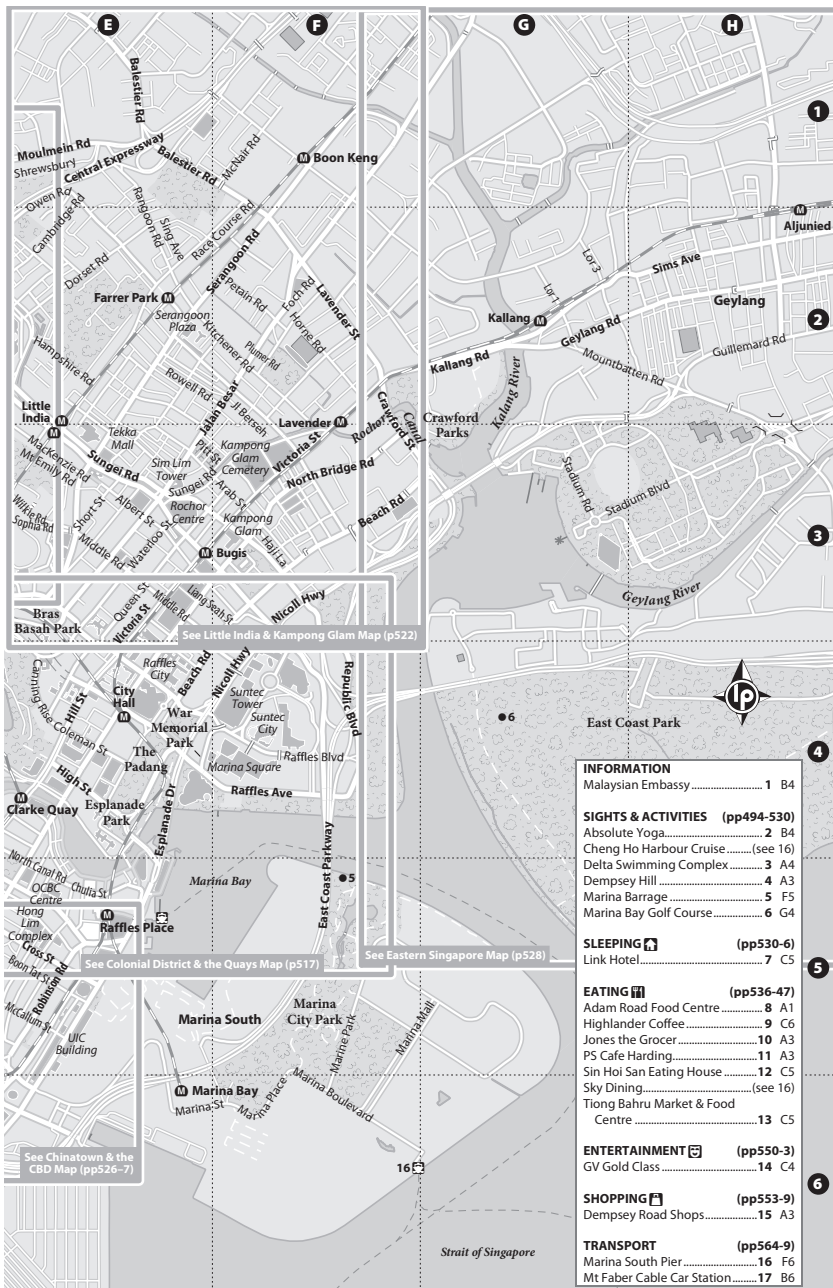 E
F
G
H
1
Balestier Rd
Moulmein Rd
Shrewsbury
Central Expressway
Balestier Rd
McNair Rd
Boon Keng
Owen Rd
Cambridge Rd
Rangoon Rd
Sing Ave
Race Course Rd
Serangoon Rd
Aljunied
Dorset Rd
Petain Rd
Foch Rd
Lavender St
Lor 1
Lor 3
Sims Ave
Farrer Park
Serangoon
Plaza
Kitchener Rd
Horne Rd
Plumer Rd
Kallang
Geylang Rd
Geylang
2
Hampshire Rd
Rowell Rd
Jalan Besar
Jl Berseh
Kallang Rd
Kalang River
Mountbatten Rd
Guillemard Rd
Little
India
Tekka
Mall
Lavender
Rochor
Canal
Crawford St
Crawford
Parks
MacKenzie Rd
Mt Emily Rd
Sungei Rd
Sim Lim
Tower
Pitt St
Sungei Rd
Kampong
Glam
Cemetery
Victoria St
North Bridge Rd
Arab St
Wilkie Rd
Sophia Rd
Short St
Albert St
Middle Rd
Waterloo St
Rochor
Centre
Kampong
Glam
Haji La
Beach Rd
Stadium Rd
Stadium Blvd
3
Bugis
Geylang River
Bras
Basah Park
Queen St
Victoria St
Middle Rd
Liang Seah St
Nicoll Hwy
See Little India & Kampong Glam Map (p522)
Canning Rise
Coleman St
Hill St
City
Hall
Raffles
City
Beach Rd
Nicoll Hwy
Suntec
Tower
Suntec
City
Republic Blvd
lp
6
East Coast Park
War
Memorial
Park
The
Padang
Marina Square
Raffles Blvd
Raffles Ave
4
High St
Clarke Quay
Esplanade
Park
Esplanade Dr
North Canal Rd
Chulia St
OCBC
Centre
Hong
Lim
Complex
Marina Bay
East Coast Parkway
5
Raffles Place
Cross St
Boon Tat St
Robinson Rd
McCallum St
See Colonial District & the Quays Map (p517)
See Eastern Singapore Map (p528)
5
UIC
Building
Marina South
Marina
City Park
Marine Park
Marina Mall
Marina Bay
Marina St
Marina Place
Marina Boulevard
See Chinatown & the
CBD Map (pp526–7)
16
Strait of Singapore
6
INFORMATION
Malaysian Embassy 1 B4
SIGHTS & ACTIVITIES (pp494-530)
Absolute Yoga 2 B4
Cheng Ho Harbour Cruise (see 16)
Delta Swimming Complex 3 A4
Dempsey Hill 4 A3
Marina Barrage 5 F5
Marina Bay Golf Course 6 G4
SLEEPING (pp530-6)
Link Hotel 7 C5
EATING (pp536-47)
Adam Road Food Centre 8 A1
Highlander Coffee 9 C6
Jones the Grocer 10 A3
PS Cafe Harding 11 A3
Sin Hoi San Eating House 12 C5
Sky Dining (see 16)
Tiong Bahru Market & Food
Centre 13 C5
ENTERTAINMENT (pp550-3)
GV Gold Class 14 C4
SHOPPING (pp553-9)
Dempsey Road Shops 15 A3
TRANSPORT (pp564-9)
Marina South Pier 16 F6
Mt Faber Cable Car Station 17 B6